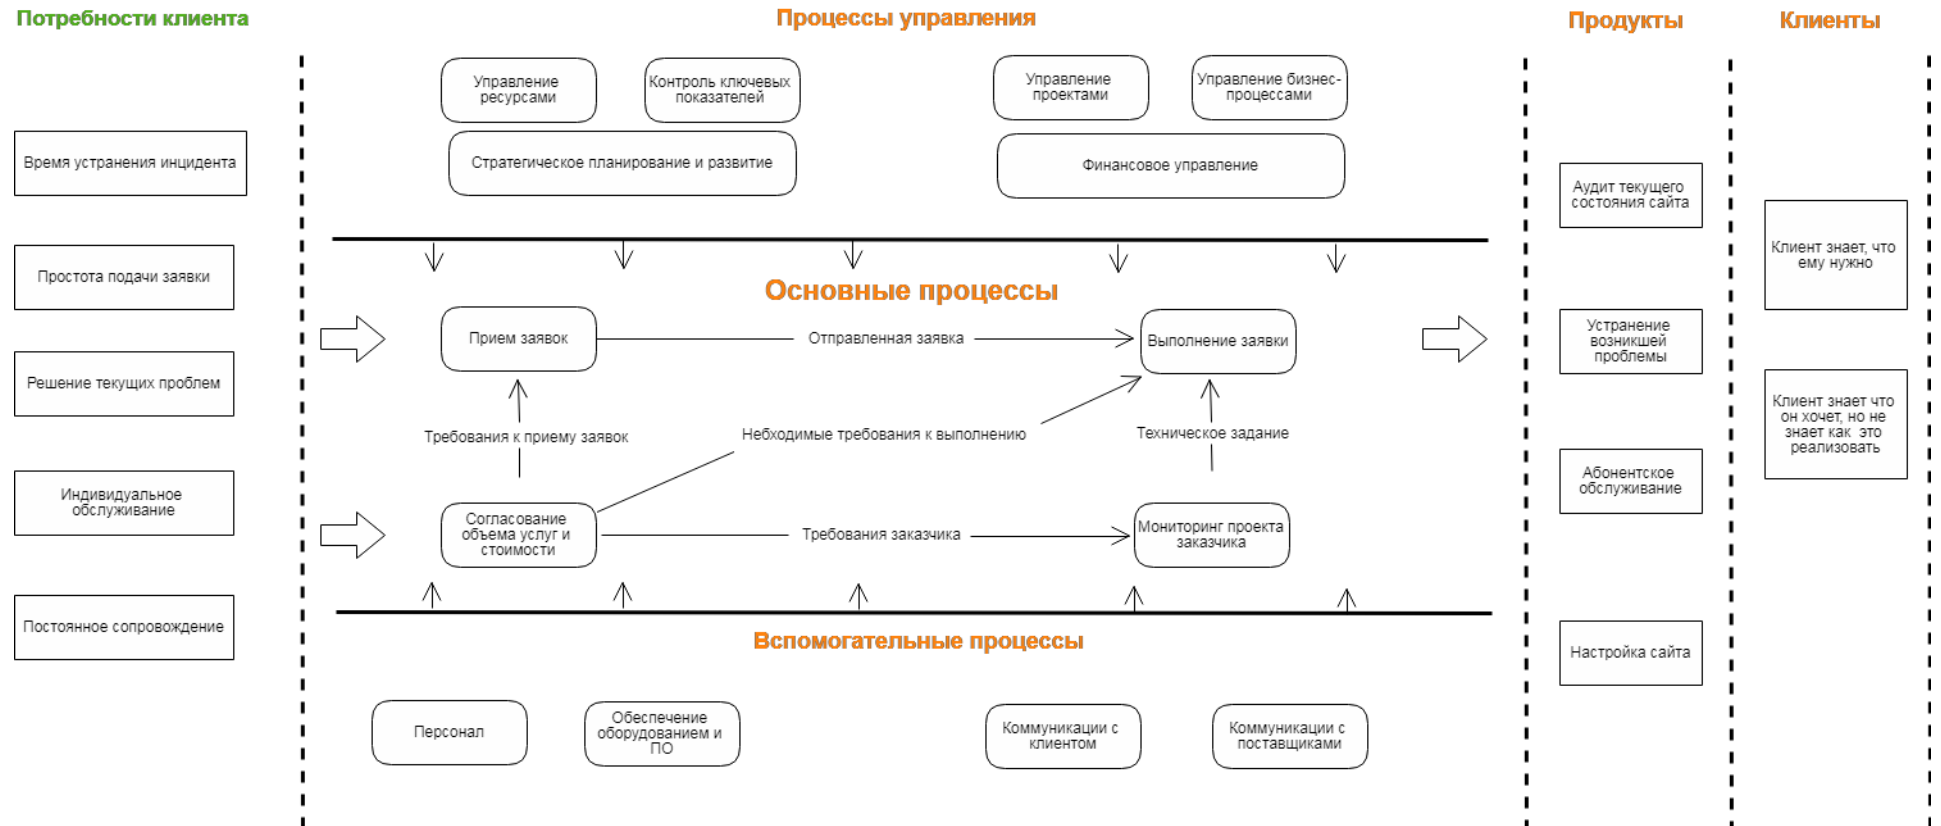 Потребности клиента
Процессы управления
Продукты
Клиенты
Время устранения инцидента
Простота подачи заявки
Решение текущих проблем
Индивидуальное
обслуживание
Постоянное сопровождение
Управление
ресурсами
Контроль ключевых
показателей
Управление
проектами
Управление бизнес-
процессами
Стратегическое планирование и развитие
Финансовое управление
Основные процессы
Прием заявок
Отправленная заявка
Выполнение заявки
Требования к приему заявок
Небходимые требования к выполнению
Техническое задание
Согласование
объема услуг и
стоимости
Требования заказчика
Мониторинг проекта
заказчика
Вспомогательные процессы
Персонал
Обеспечение
оборудованием и
ПО
Коммуникации с
клиентом
Коммуникации с
поставщиками
Аудит текущего
состояния сайта
Устранение
возникшей
проблемы
Абонентское
обслуживание
Настройка сайта
Клиент знает, что
ему нужно
Клиент знает что
он хочет, но не
знает как это
реализовать